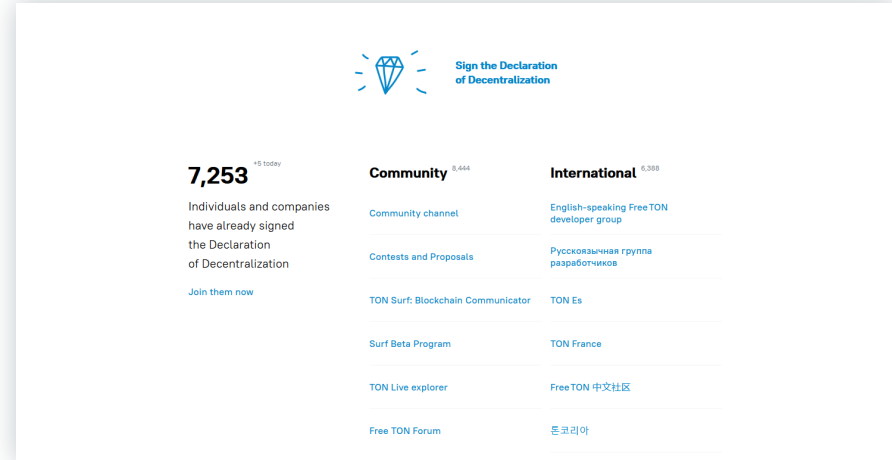 Sign the Declaration
of Decentralization
7,253 +5 today
Individuals and companies
have already signed
the Declaration
of Decentralization
Join them now
Community 8,444
Community channel
Contests and Proposals
TON Surf: Blockchain Communicator
Surf Beta Program
TON Live explorer
Free TON Forum
International 6,388
English-speaking Free TON
developer group
Русскоязычная группа
разработчиков
TON Es
TON France
Free TON 中文社区
톤코리아